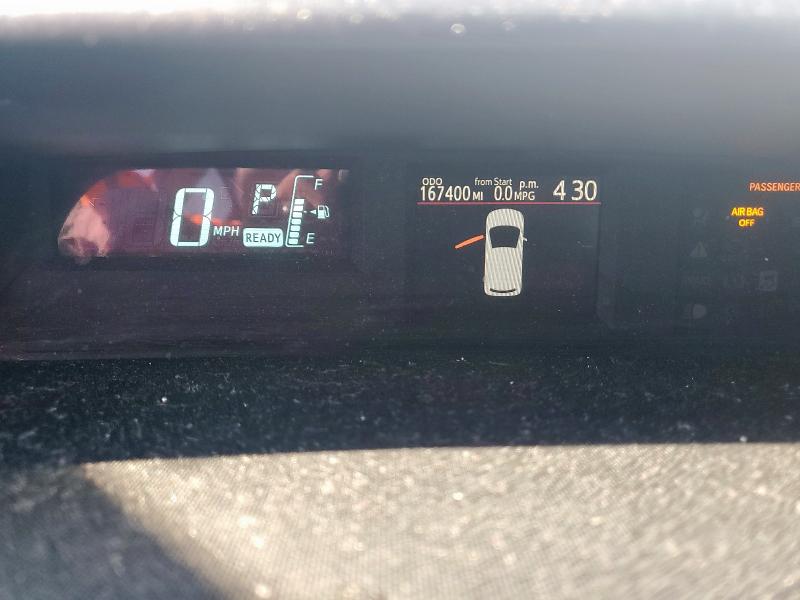 0 MPH
P
READY
F
E
ODO from Start p.m.
167400 MI 0.0 MPG 4 30
PASSENGER
AIR BAG
OFF